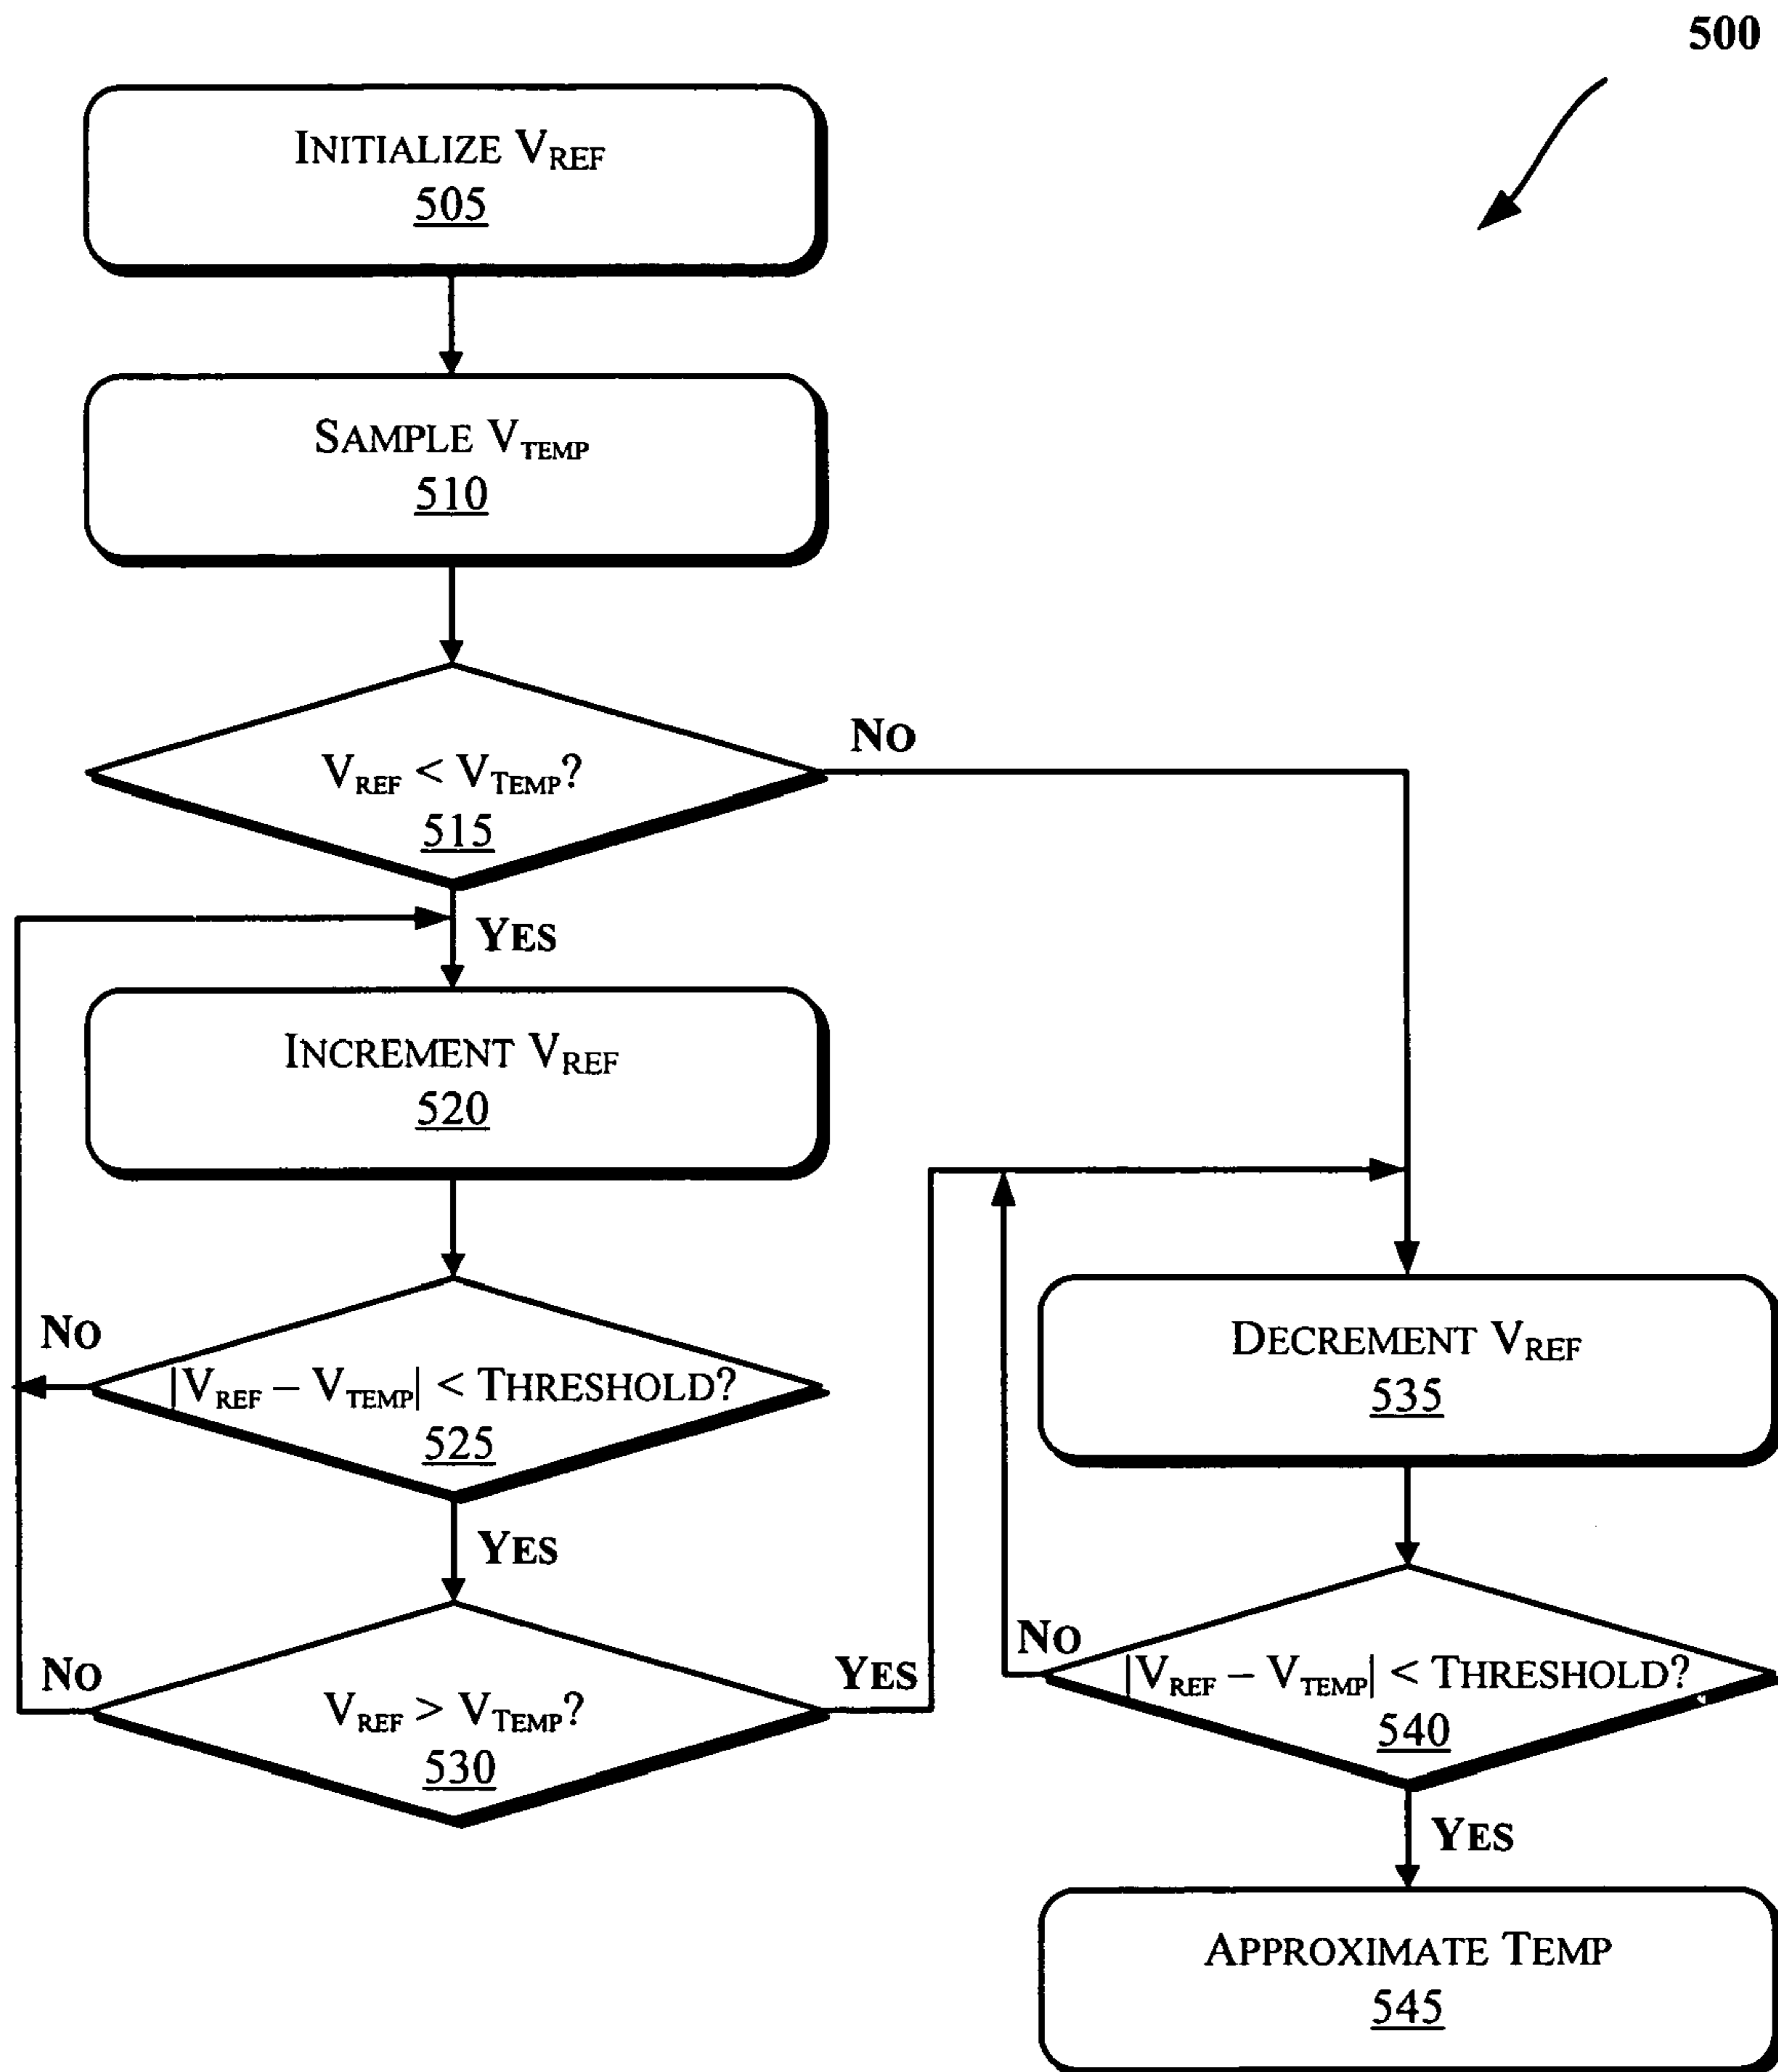 500
INITIALIZE VREF
505
SAMPLE VTEMP
510
VREF < VTEMP?
515
NO
YES
INCREMENT VREF
520
|VREF – VTEMP| < THRESHOLD?
525
NO
YES
VREF > VTEMP?
530
NO
YES
DECREMENT VREF
535
|VREF – VTEMP| < THRESHOLD?
540
NO
YES
APPROXIMATE TEMP
545